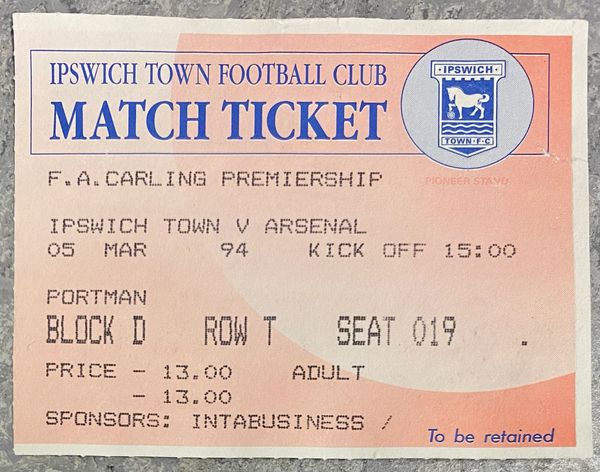 IPSWICH TOWN FOOTBALL CLUB
MATCH TICKET
·IPSWICH·
TOWN·F·C
PIONEER STAND
F.A.CARLING PREMIERSHIP
IPSWICH TOWN V ARSENAL
05 MAR 94 KICK OFF 15:00
PORTMAN
BLOCK D ROW T SEAT 019 .
PRICE - 13.00 ADULT
- 13.00
SPONSORS: INTABUSINESS /
To be retained